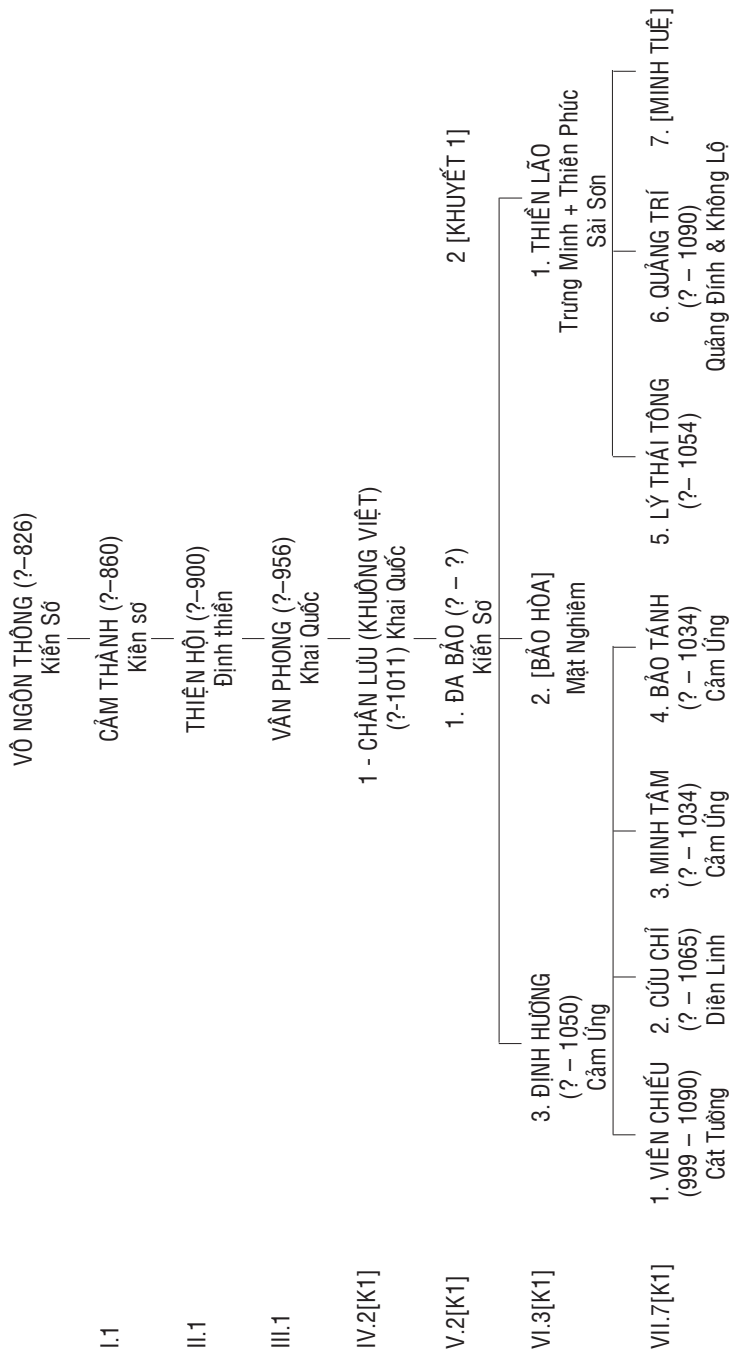 VÔ NGÔN THÔNG (?–826)
Kiến Sớ
I.1
CẢM THÀNH (?–860)
Kiên sơ
II.1
THIỆN HỘI (?–900)
Định thiền
III.1
VÂN PHONG (?–956)
Khai Quốc
IV.2[K1]
1 - CHÂN LƯU (KHUÔNG VIỆT)
(?-1011) Khai Quốc
V.2[K1]
1. ĐA BẢO (? – ?)
Kiến Sơ
2 [KHUYẾT 1]
VI.3[K1]
3. ĐỊNH HƯƠNG
(? – 1050)
Cảm Ứng
2. [BẢO HÒA]
Mật Nghiêm
1. THIỀN LÃO
Trưng Minh + Thiên Phúc
Sài Sơn
VII.7[K1]
1. VIÊN CHIẾU
(999 – 1090)
Cát Tường
2. CỨU CHỈ
(? – 1065)
Diên Linh
3. MINH TÂM
(? – 1034)
Cảm Ứng
4. BẢO TÁNH
(? – 1034)
Cảm Ứng
5. LÝ THÁI TÔNG
(?– 1054)
6. QUẢNG TRÍ
(? – 1090)
Quảng Đính & Không Lộ
7. [MINH TUỆ]